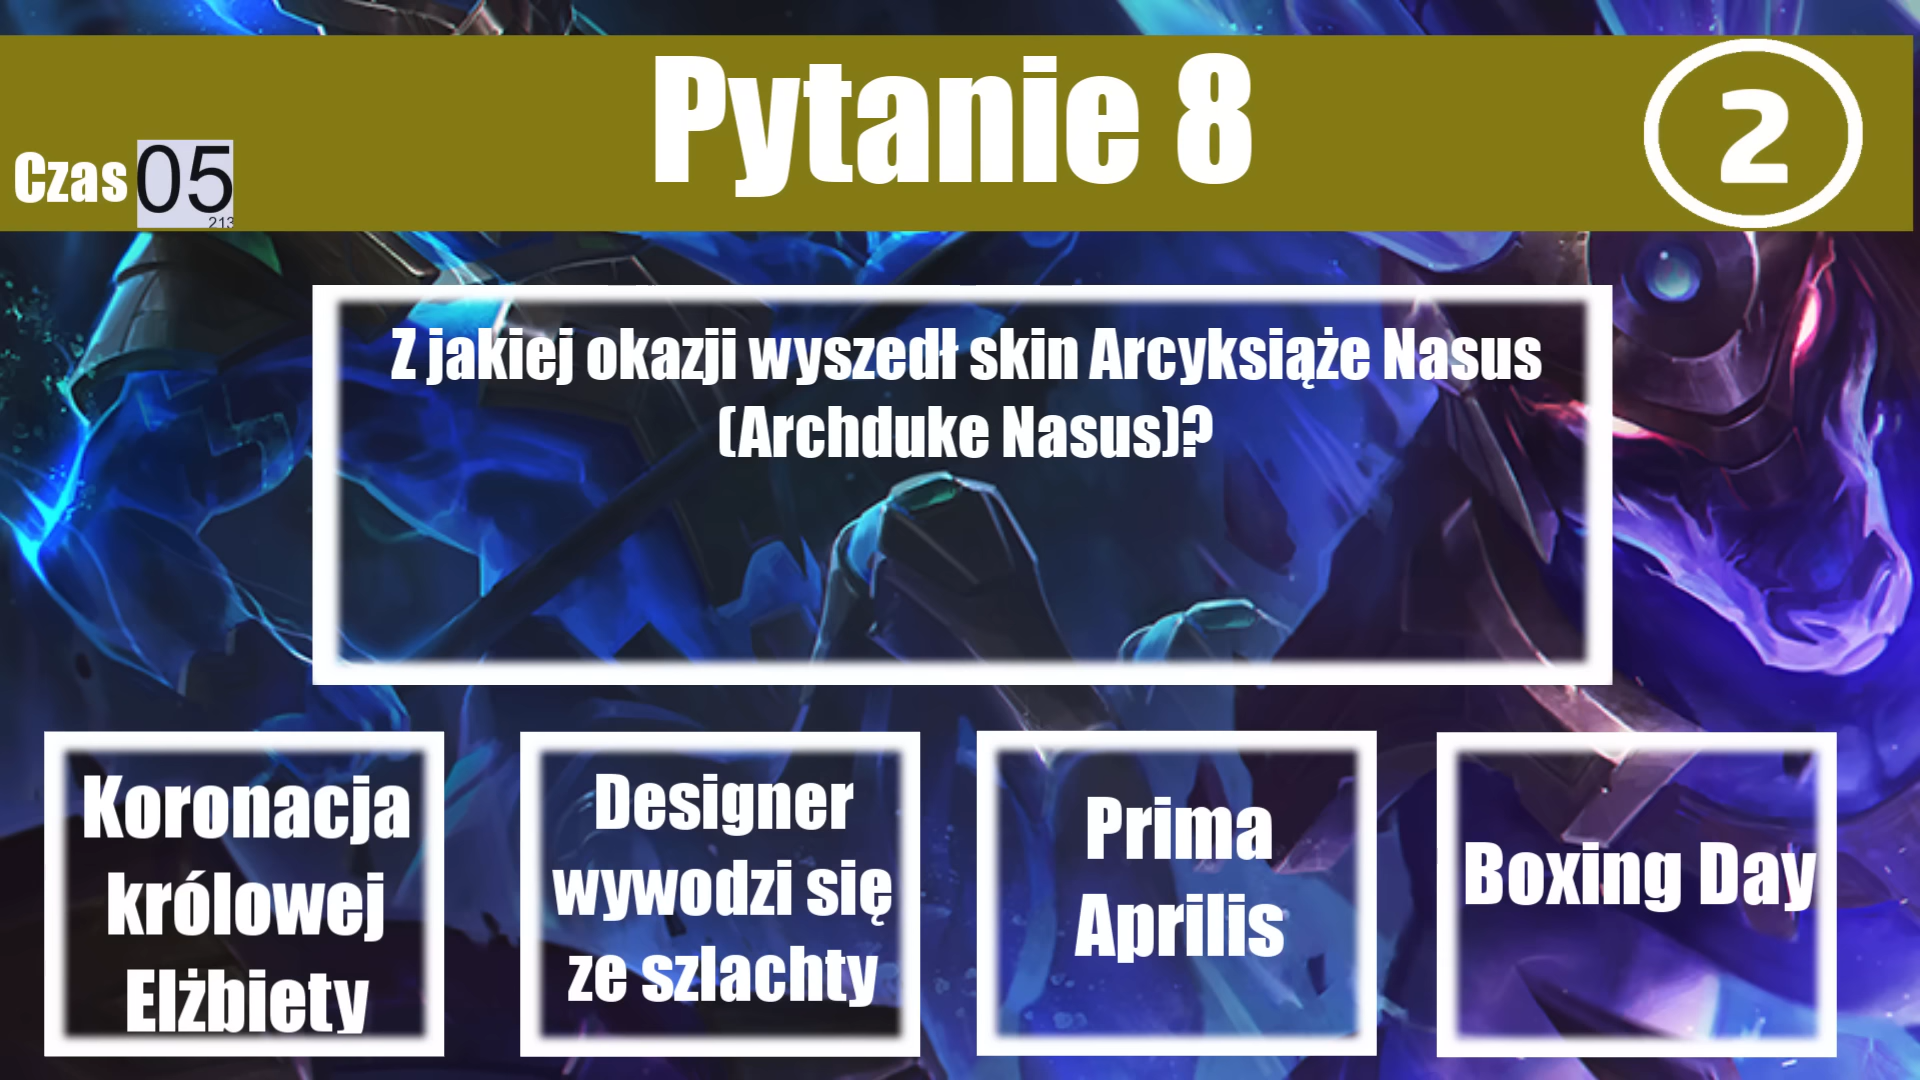 Pytanie 8
2
Czas 05
213
Z jakiej okazji wyszedł skin Arcyksiąże Nasus
(Archduke Nasus)?
Koronacja
królowej
Elżbiety
Designer
wywodzi się
ze szlachty
Prima
Aprilis
Boxing Day